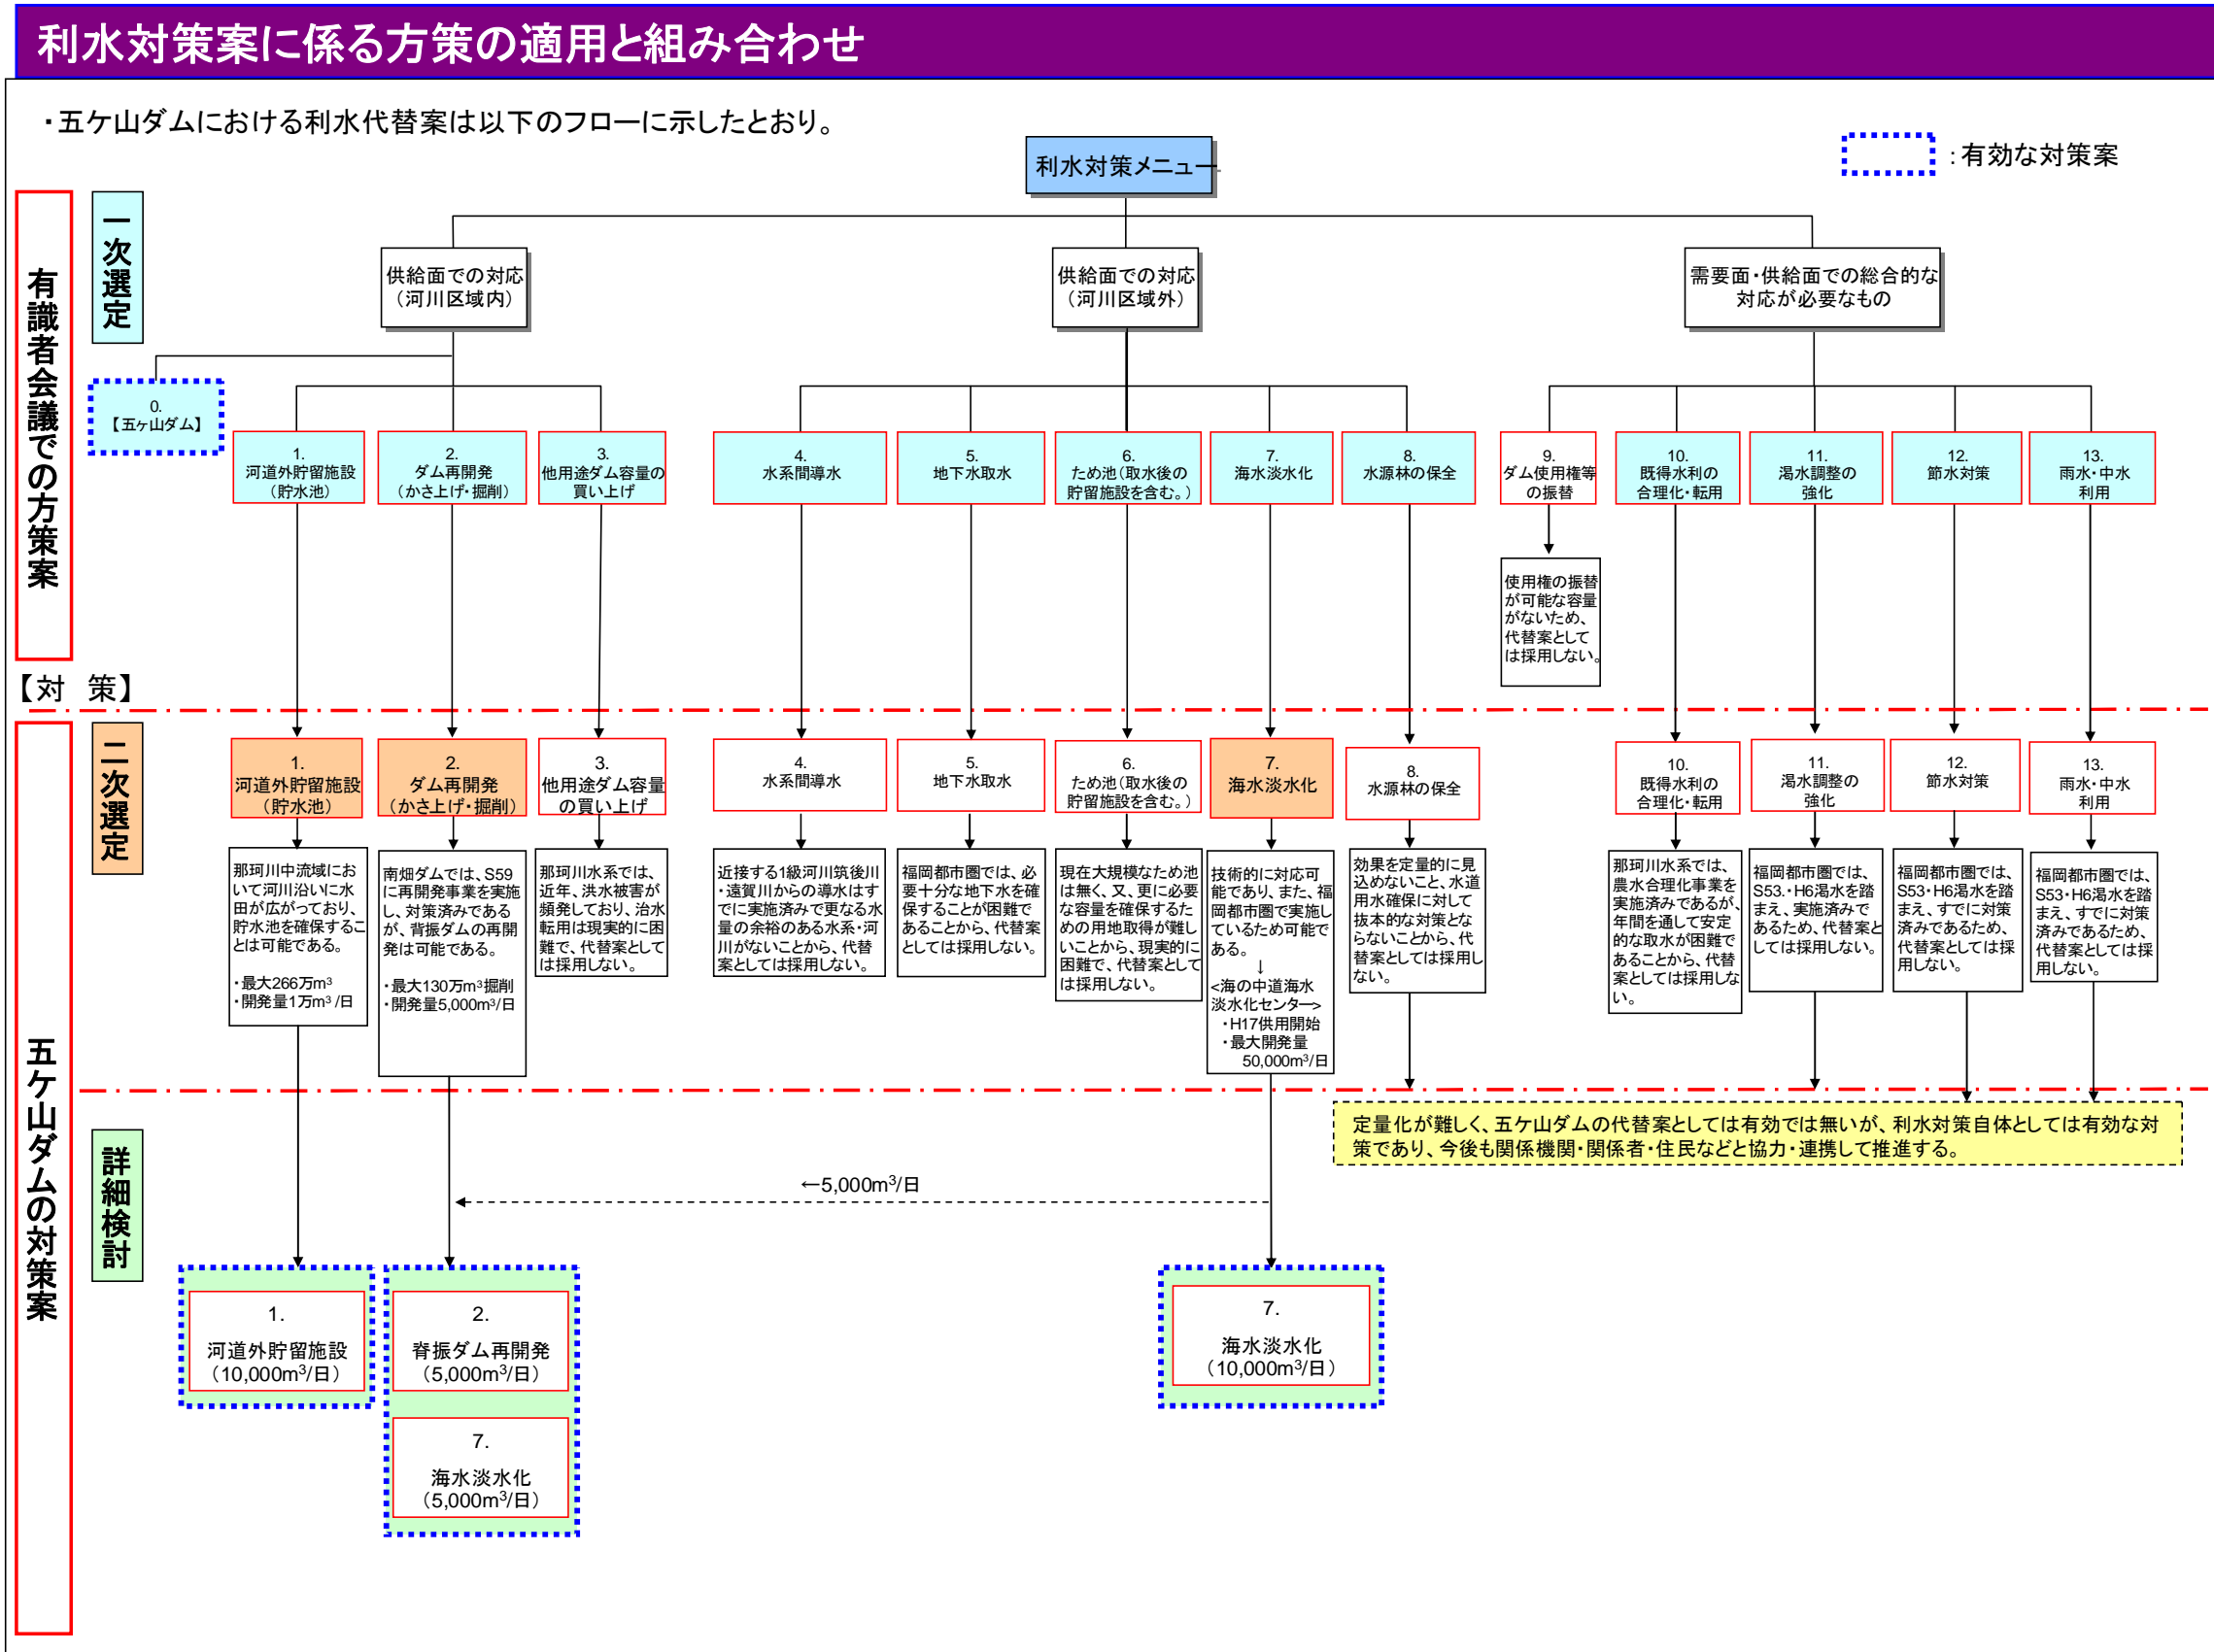 利水対策案に係る方策の適用と組み合わせ
・五ケ山ダムにおける利水代替案は以下のフローに示したとおり。
利水対策メニュー
：有効な対策案
有識者会議での方策案
一次選定
供給面での対応
（河川区域内）
供給面での対応
（河川区域外）
需要面・供給面での総合的な
対応が必要なもの
0.
【五ヶ山ダム】
1.
河道外貯留施設
（貯水池）
2.
ダム再開発
（かさ上げ・掘削）
3.
他用途ダム容量の
買い上げ
4.
水系間導水
5.
地下水取水
6.
ため池（取水後の
貯留施設を含む。）
7.
海水淡水化
8.
水源林の保全
9.
ダム使用権等
の振替
10.
既得水利の
合理化・転用
11.
渇水調整の
強化
12.
節水対策
13.
雨水・中水
利用
使用権の振替
が可能な容量
がないため、
代替案として
は採用しない。
【対　策】
五ケ山ダムの対策案
二次選定
1.
河道外貯留施設
（貯水池）
2.
ダム再開発
（かさ上げ・掘削）
3.
他用途ダム容量
の買い上げ
4.
水系間導水
5.
地下水取水
6.
ため池（取水後の
貯留施設を含む。）
7.
海水淡水化
8.
水源林の保全
10.
既得水利の
合理化・転用
11.
渇水調整の
強化
12.
節水対策
13.
雨水・中水
利用
那珂川中流域にお
いて河川沿いに水
田が広がっており、
貯水池を確保するこ
とは可能である。
・最大266万m³
・開発量1万m³ /日
南畑ダムでは、S59
に再開発事業を実施
し、対策済みである
が、背振ダムの再開
発は可能である。
・最大130万m³掘削
・開発量5,000m³/日
那珂川水系では、
近年、洪水被害が
頻発しており、治水
転用は現実的に困
難で、代替案として
は採用しない。
近接する1級河川筑後川
・遠賀川からの導水はす
でに実施済みで更なる水
量の余裕のある水系・河
川がないことから、代替
案としては採用しない。
福岡都市圏では、必
要十分な地下水を確
保することが困難で
あることから、代替案
としては採用しない。
現在大規模なため池
は無く、又、更に必要
な容量を確保するた
めの用地取得が難し
いことから、現実的に
困難で、代替案として
は採用しない。
技術的に対応可
能であり、また、福
岡都市圏で実施し
ているため可能で
ある。
↓
<海の中道海水
淡水化センター>
・H17供用開始
・最大開発量
50,000m³/日
効果を定量的に見
込めないこと、水道
用水確保に対して
抜本的な対策とな
らないことから、代
替案としては採用し
ない。
那珂川水系では、
農水合理化事業を
実施済みであるが、
年間を通して安定
的な取水が困難で
あることから、代替
案としては採用しな
い。
福岡都市圏では、
S53.・H6渇水を踏
まえ、実施済みで
あるため、代替案と
しては採用しない。
福岡都市圏では、
S53・H6渇水を踏
まえ、すでに対策
済みであるため、
代替案としては採
用しない。
福岡都市圏では、
S53・H6渇水を踏
まえ、すでに対策
済みであるため、
代替案としては採
用しない。
定量化が難しく、五ケ山ダムの代替案としては有効では無いが、利水対策自体としては有効な対
策であり、今後も関係機関・関係者・住民などと協力・連携して推進する。
詳細検討
←5,000m³/日
1.
河道外貯留施設
（10,000m³/日）
2.
脊振ダム再開発
（5,000m³/日）
7.
海水淡水化
（5,000m³/日）
7.
海水淡水化
（10,000m³/日）